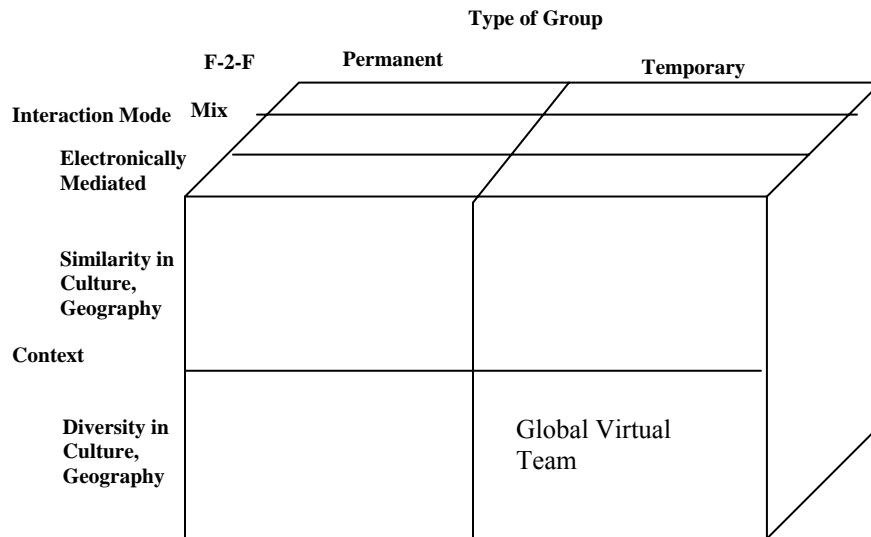 Type of Group
F-2-F
Permanent
Temporary
Interaction Mode
Mix
Electronically
Mediated
Similarity in
Culture,
Geography
Context
Diversity in
Culture,
Geography
Global Virtual
Team